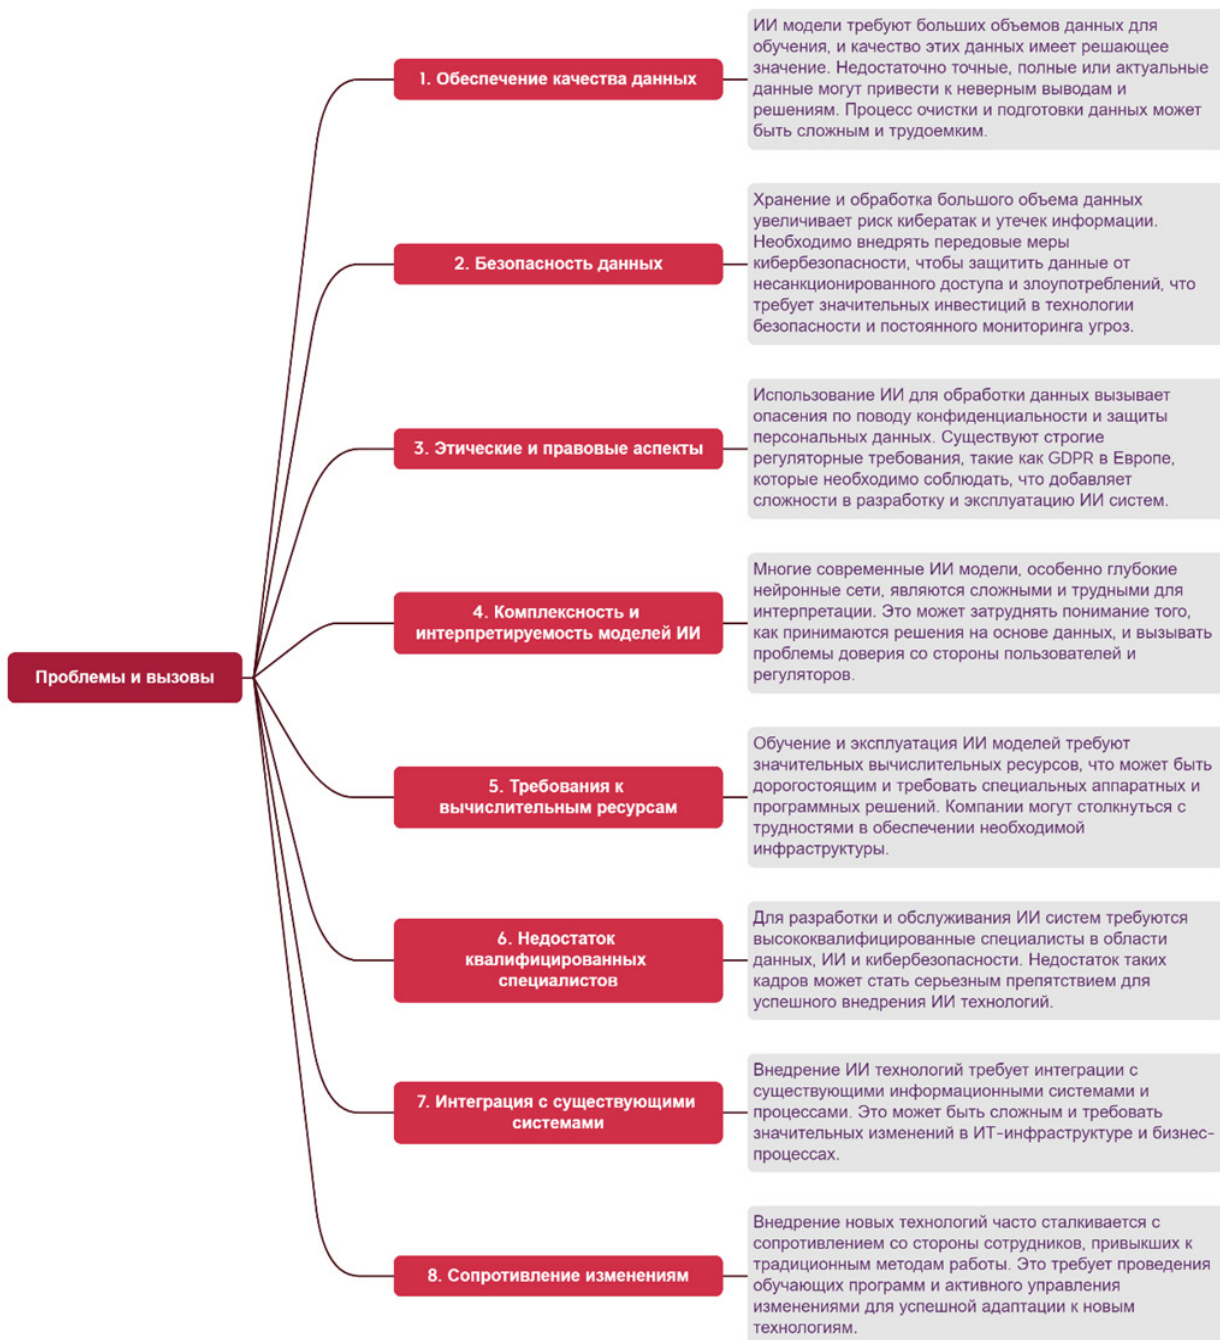 Проблемы и вызовы
1. Обеспечение качества данных
ИИ модели требуют больших объемов данных для
обучения, и качество этих данных имеет решающее
значение. Недостаточно точные, полные или актуальные
данные могут привести к неверным выводам и
решениям. Процесс очистки и подготовки данных может
быть сложным и трудоемким.
2. Безопасность данных
Хранение и обработка большого объема данных
увеличивает риск кибератак и утечек информации.
Необходимо внедрять передовые меры
кибербезопасности, чтобы защитить данные от
несанкционированного доступа и злоупотреблений, что
требует значительных инвестиций в технологии
безопасности и постоянного мониторинга угроз.
3. Этические и правовые аспекты
Использование ИИ для обработки данных вызывает
опасения по поводу конфиденциальности и защиты
персональных данных. Существуют строгие
регуляторные требования, такие как GDPR в Европе,
которые необходимо соблюдать, что добавляет
сложности в разработку и эксплуатацию ИИ систем.
4. Комплексность и
интерпретируемость моделей ИИ
Многие современные ИИ модели, особенно глубокие
нейронные сети, являются сложными и трудными для
интерпретации. Это может затруднять понимание того,
как принимаются решения на основе данных, и вызывать
проблемы доверия со стороны пользователей и
регуляторов.
5. Требования к
вычислительным ресурсам
Обучение и эксплуатация ИИ моделей требуют
значительных вычислительных ресурсов, что может быть
дорогостоящим и требовать специальных аппаратных и
программных решений. Компании могут столкнуться с
трудностями в обеспечении необходимой
инфраструктуры.
6. Недостаток
квалифицированных
специалистов
Для разработки и обслуживания ИИ систем требуются
высококвалифицированные специалисты в области
данных, ИИ и кибербезопасности. Недостаток таких
кадров может стать серьезным препятствием для
успешного внедрения ИИ технологий.
7. Интеграция с существующими
системами
Внедрение ИИ технологий требует интеграции с
существующими информационными системами и
процессами. Это может быть сложным и требовать
значительных изменений в ИТ-инфраструктуре и бизнес-
процессах.
8. Сопротивление изменениям
Внедрение новых технологий часто сталкивается с
сопротивлением со стороны сотрудников, привыкших к
традиционным методам работы. Это требует проведения
обучающих программ и активного управления
изменениями для успешной адаптации к новым
технологиям.